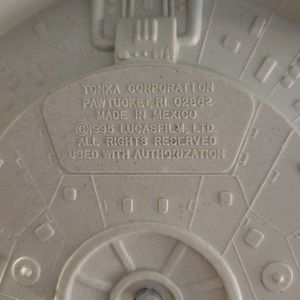 TONKA CORPORATION
PAWTUCKET, RI 02862
MADE IN MEXICO
©1995 LUCASFILM, LTD.
ALL RIGHTS RESERVED
USED WITH AUTHORIZATION